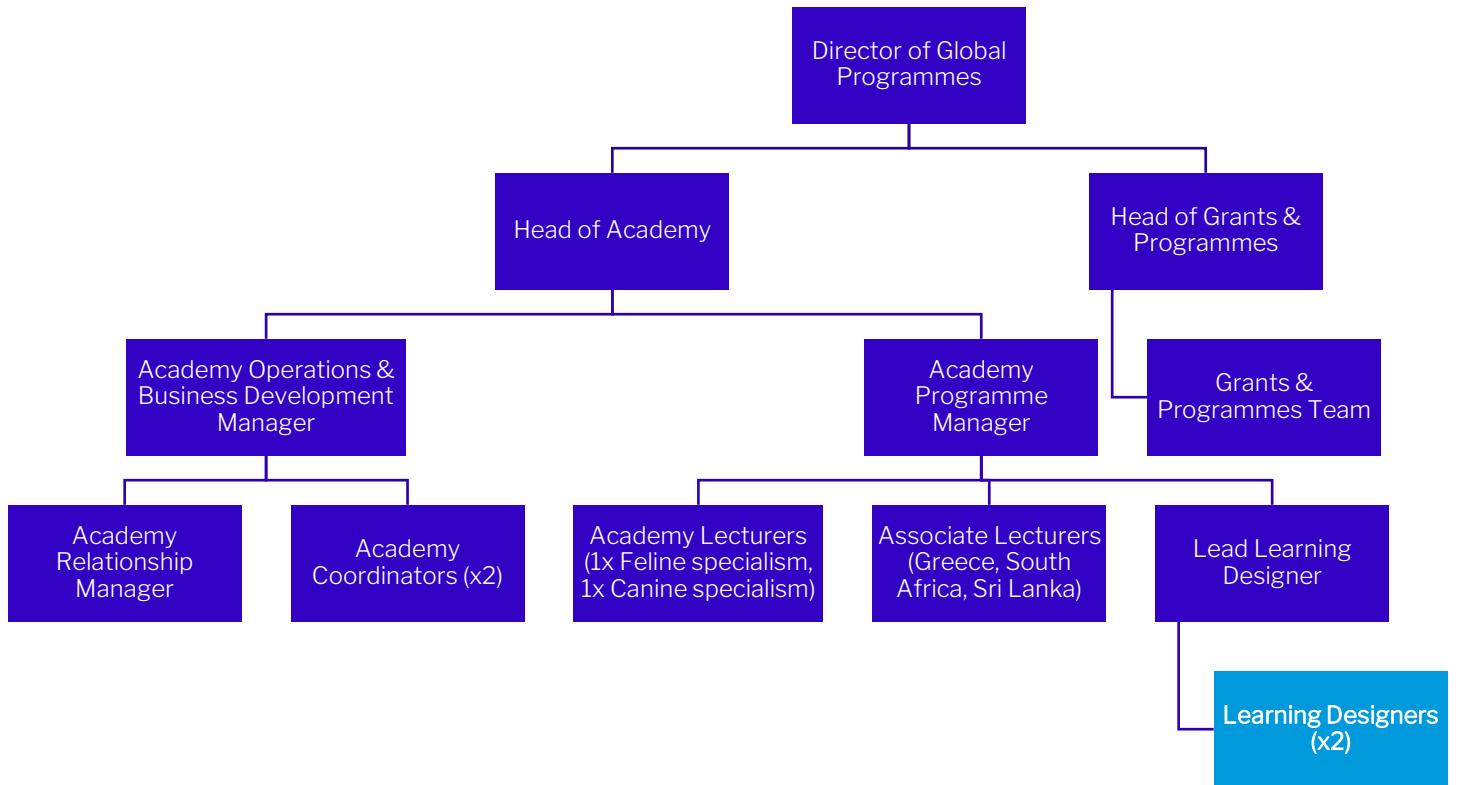 Director of Global
Programmes
Head of Academy
Head of Grants &
Programmes
Academy Operations &
Business Development
Manager
Academy
Programme
Manager
Grants &
Programmes Team
Academy
Relationship
Manager
Academy
Coordinators (x2)
Academy Lecturers
(1x Feline specialism,
1x Canine specialism)
Associate Lecturers
(Greece, South
Africa, Sri Lanka)
Lead Learning
Designer
Learning Designers
(x2)